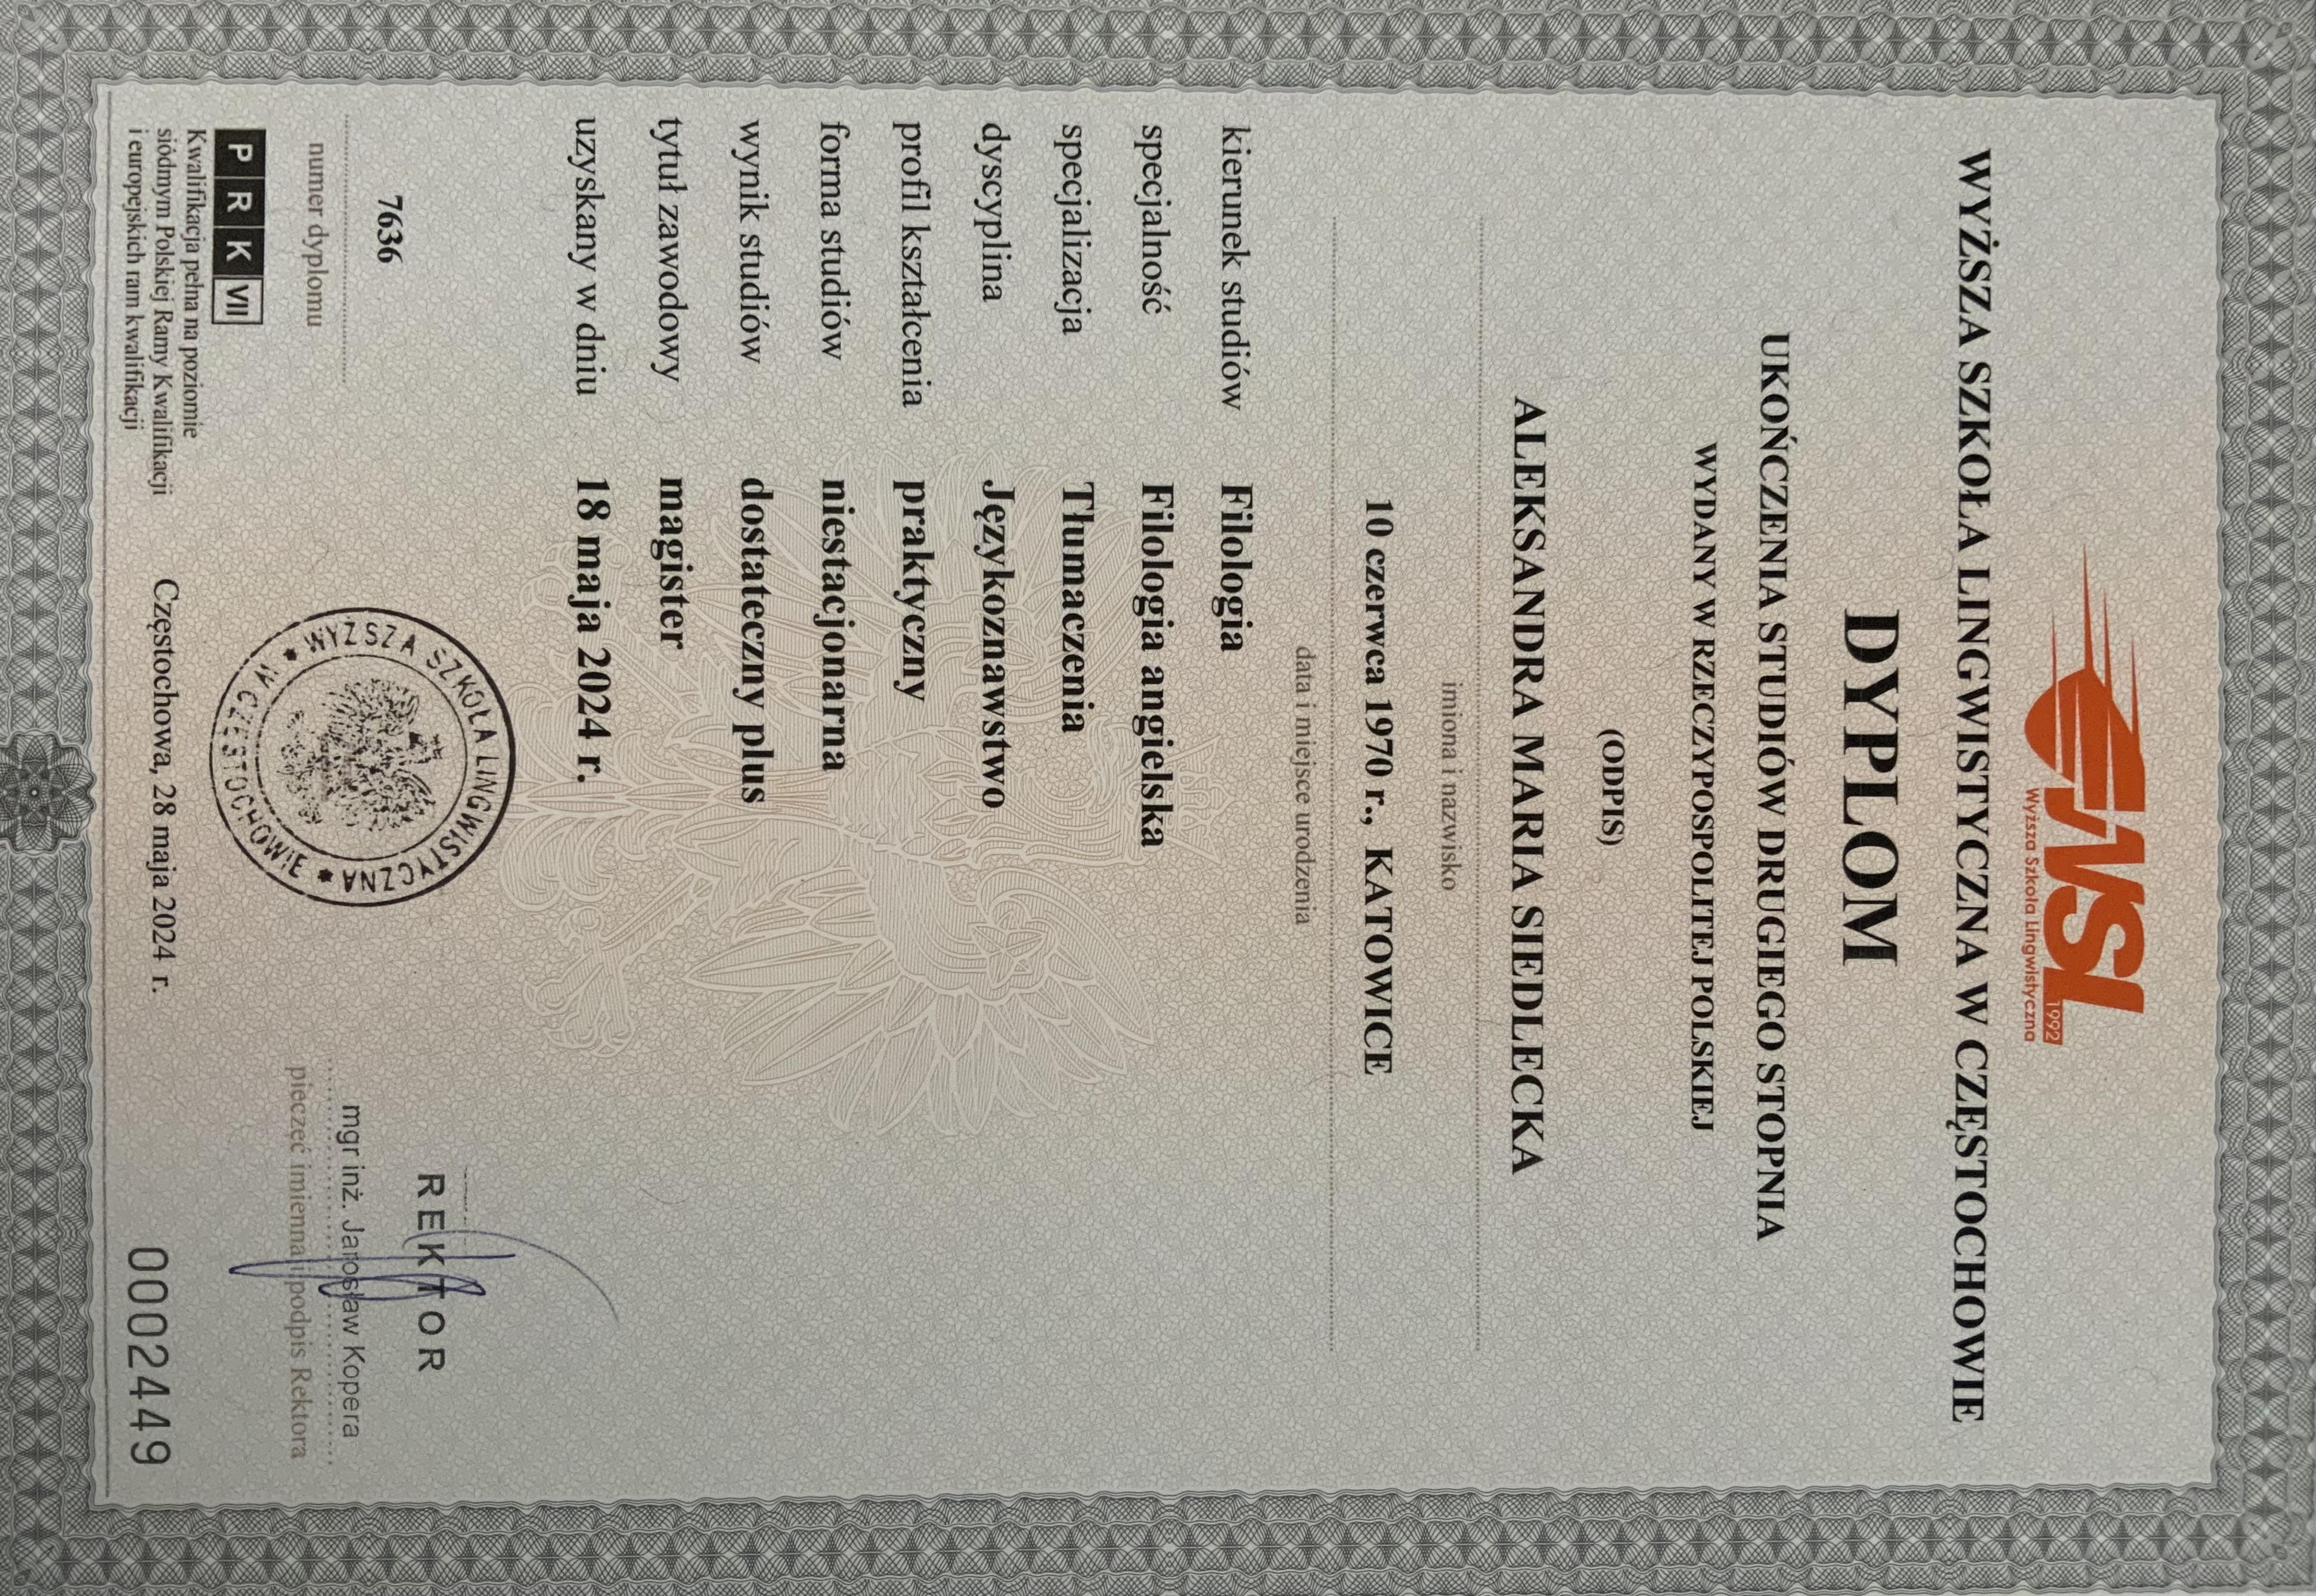 WSL 1992
Wyższa Szkoła Lingwistyczna
WYŻSZA SZKOŁA LINGWISTYCZNA W CZĘSTOCHOWIE
DYPLOM
UKOŃCZENIA STUDIÓW DRUGIEGO STOPNIA
WYDANY W RZECZYPOSPOLITEJ POLSKIEJ
(ODPIS)
ALEKSANDRA MARIA SIEDLECKA
imiona i nazwisko
10 czerwca 1970 r., KATOWICE
data i miejsce urodzenia
kierunek studiów Filologia
specjalność Filologia angielska
specjalizacja Tłumaczenia
dyscyplina Językoznawstwo
profil kształcenia praktyczny
forma studiów niestacjonarna
wynik studiów dostateczny plus
tytuł zawodowy magister
uzyskany w dniu 18 maja 2024 r.
7636
numer dyplomu
WYŻSZA SZKOŁA LINGWISTYCZNA * W CZĘSTOCHOWIE *
REKTOR
mgr inż. Jarosław Kopera
pieczęć imienna i podpis Rektora
PRK VII
Kwalifikacja pełna na poziomie
siódmym Polskiej Ramy Kwalifikacji
i europejskich ram kwalifikacji
Częstochowa, 28 maja 2024 r.
0002449